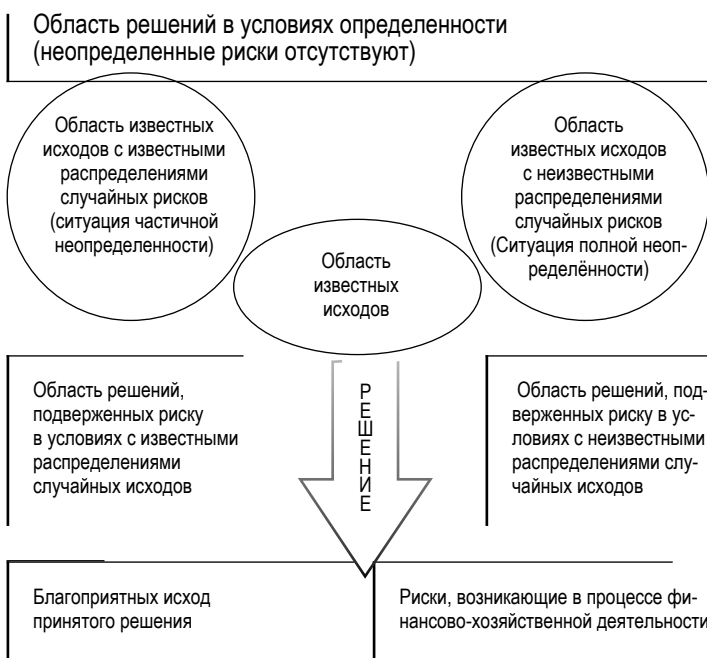 Область решений в условиях определенности
(неопределенные риски отсутствуют)
Область известных
исходов с известными
распределениями
случайных рисков
(ситуация частичной
неопределенности)
Область
известных исходов
с неизвестными
распределениями
случайных рисков
(Ситуация полной неоп-
ределённости)
Область
известных
исходов
Область решений,
подверженных риску
в условиях с известными
распределениями
случайных исходов
РЕШЕНИЕ
Область решений, под-
верженных риску в ус-
ловиях с неизвестными
распределениями слу-
чайных исходов
Благоприятных исход
принятого решения
Риски, возникающие в процессе фи-
нансово-хозяйственной деятельности